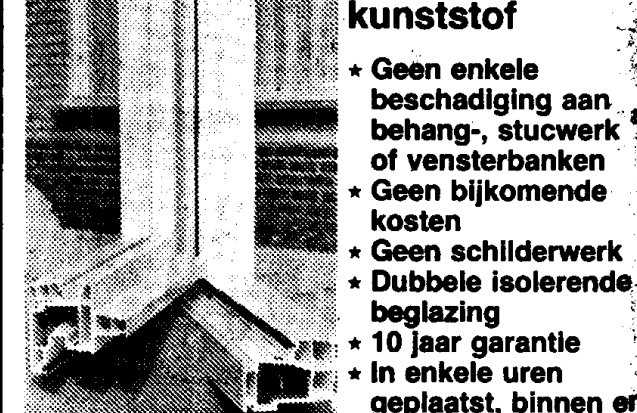 kunststof
★ Geen enkele
beschadiging aan
behang-, stucwerk
of vensterbanken
★ Geen bijkomende
kosten
★ Geen schilderwerk
★ Dubbele isolerende
beglazing
★ 10 jaar garantie
★ In enkele uren
geplaatst, binnen en